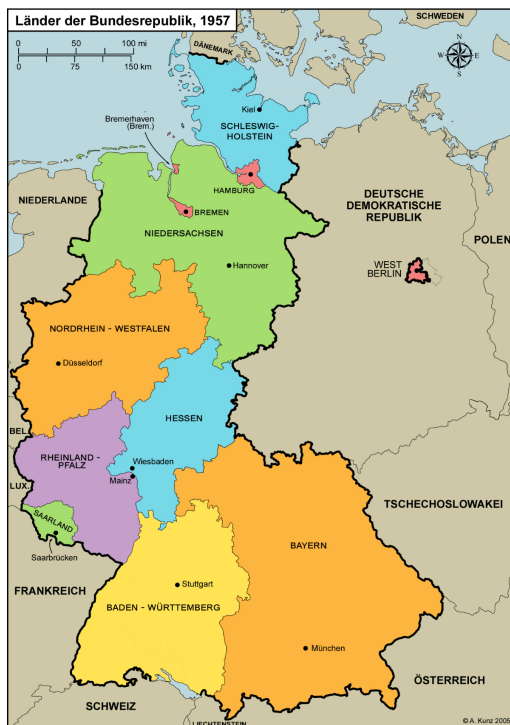 Länder der Bundesrepublik, 1957
0 50 100 mi
0 75 150 km
SCHWEDEN
DÄNEMARK
N
W E
S
Kiel
SCHLESWIG-
HOLSTEIN
Bremerhaven
(Brem.)
HAMBURG
BREMEN
NIEDERLANDE
NIEDERSACHSEN
Hannover
DEUTSCHE
DEMOKRATISCHE
REPUBLIK
POLEN
WEST
BERLIN
NORDRHEIN - WESTFALEN
Düsseldorf
HESSEN
BEL.
RHEINLAND -
PFALZ
Wiesbaden
Mainz
LUX.
SAARLAND
Saarbrücken
TSCHECHOSLOWAKEI
BAYERN
FRANKREICH
Stuttgart
BADEN - WÜRTTEMBERG
München
ÖSTERREICH
SCHWEIZ
LIECHTENSTEIN
© A. Kunz 2005